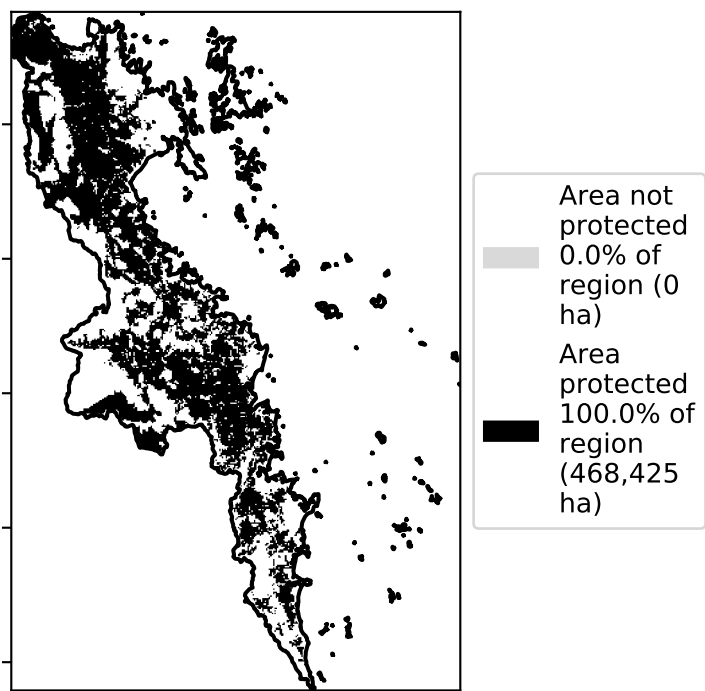 Area not
protected
0.0% of
region (0
ha)
Area
protected
100.0% of
region
(468,425
ha)